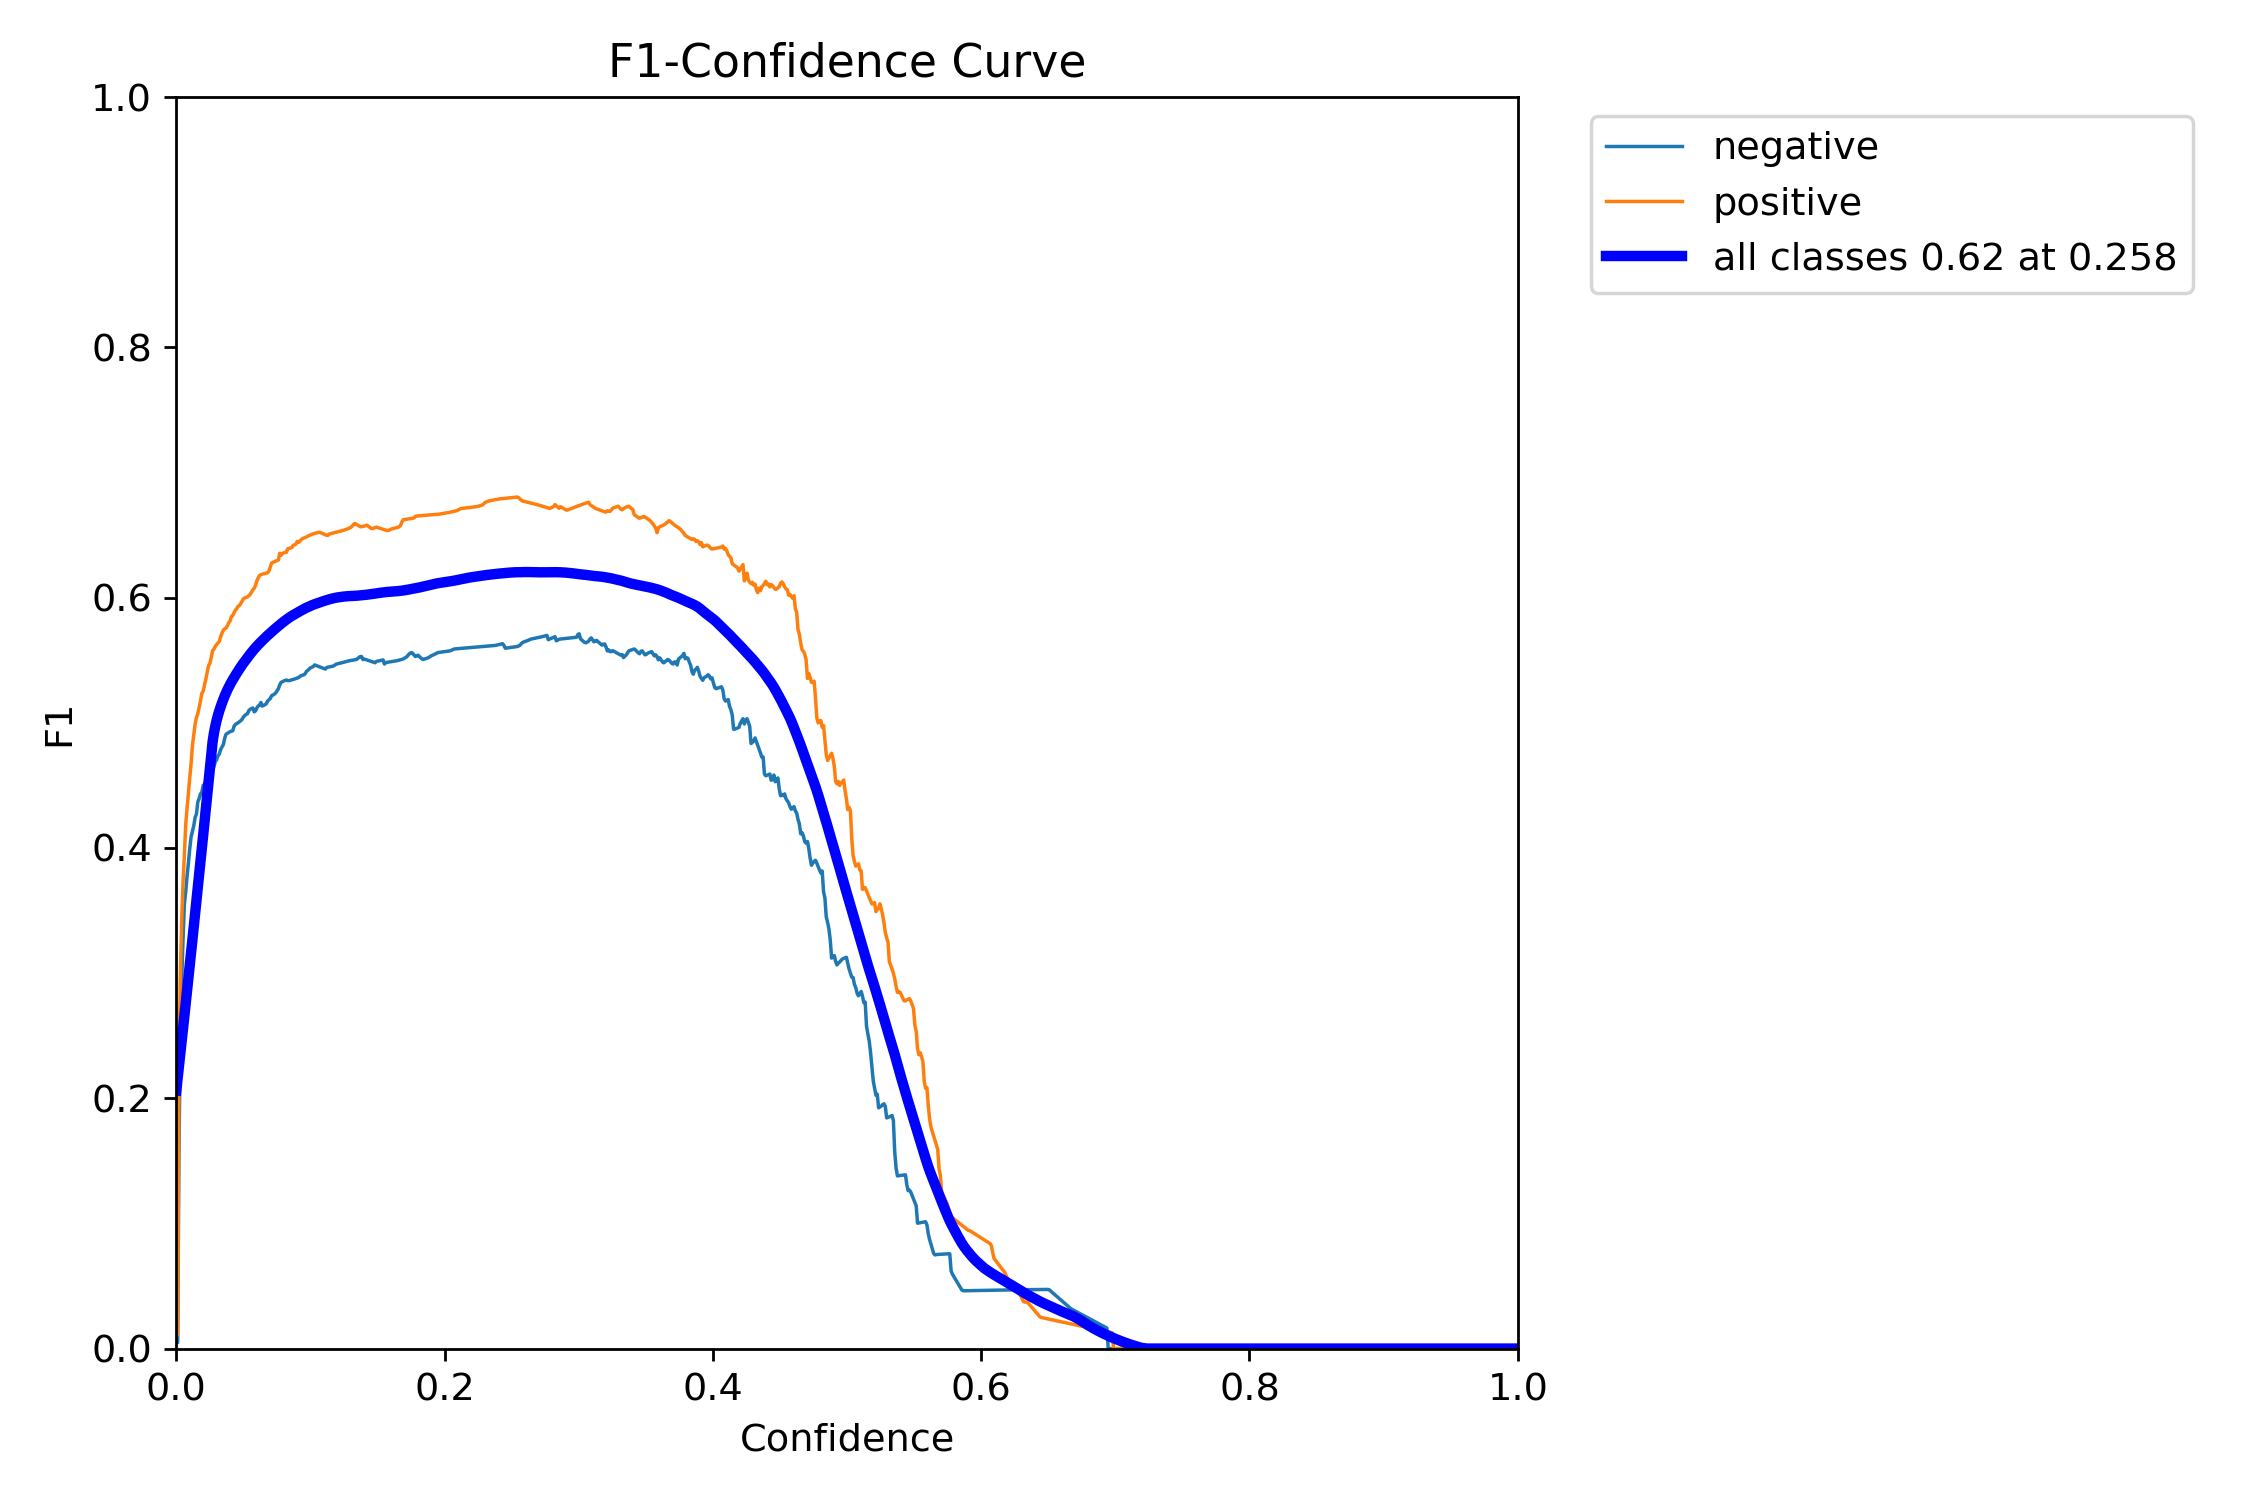 F1-Confidence Curve
1.0
0.8
0.6
0.4
0.2
0.0
F1
0.0 0.2 0.4 0.6 0.8 1.0
Confidence
negative
positive
all classes 0.62 at 0.258